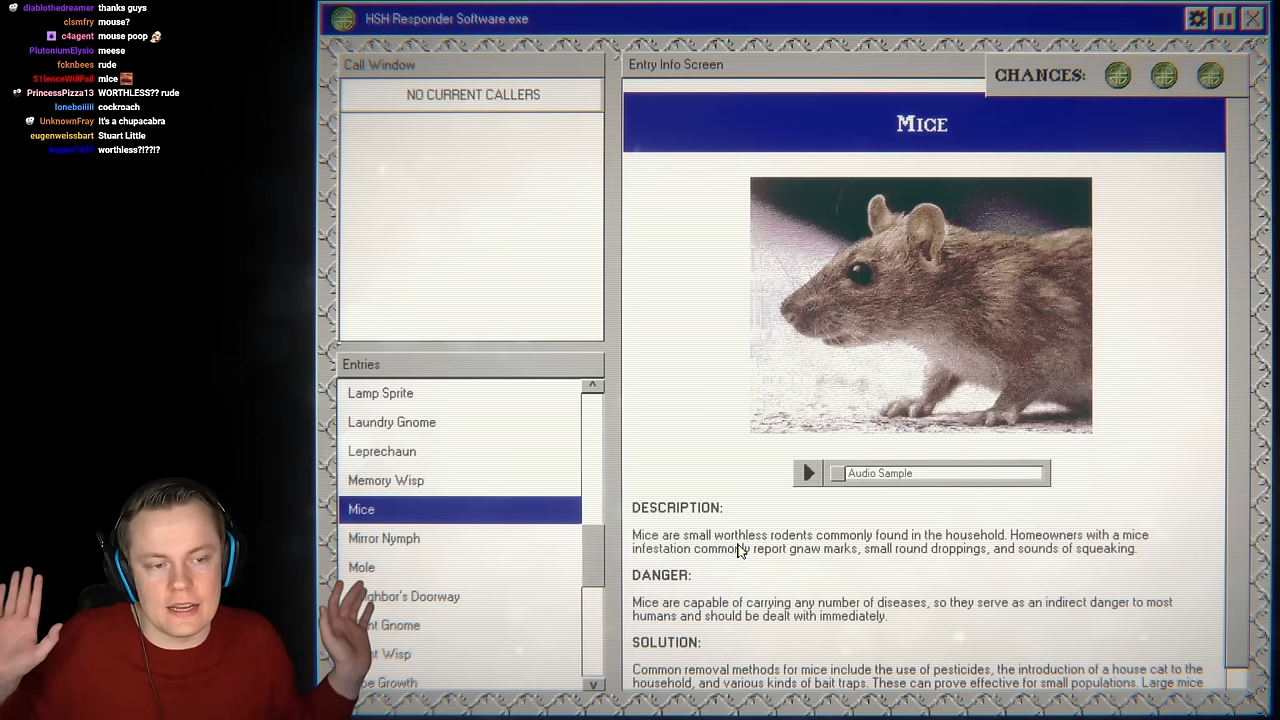 diablothedreamer thanks guys
clsmfry mouse?
c4agent mouse poop
PlutoniumElysio meese
fcknbees rude
S1lenceWillFall mice
PrincessPizza13 WORTHLESS?? rude
loneboiiii cockroach
UnknownFray It's a chupacabra
eugenweissbart Stuart Little
worthless?!??!?
HSH Responder Software.exe
Call Window
NO CURRENT CALLERS
Entries
Lamp Sprite
Laundry Gnome
Leprechaun
Memory Wisp
Mice
Mirror Nymph
Mole
ghbor's Doorway
nt Gnome
nt Wisp
pe Growth
Entry Info Screen
CHANCES:
MICE
Audio Sample
DESCRIPTION:
Mice are small worthless rodents commonly found in the household. Homeowners with a mice
infestation commonly report gnaw marks, small round droppings, and sounds of squeaking.
DANGER:
Mice are capable of carrying any number of diseases, so they serve as an indirect danger to most
humans and should be dealt with immediately.
SOLUTION:
Common removal methods for mice include the use of pesticides, the introduction of a house cat to the
household, and various kinds of bait traps. These can prove effective for small populations. Large mice